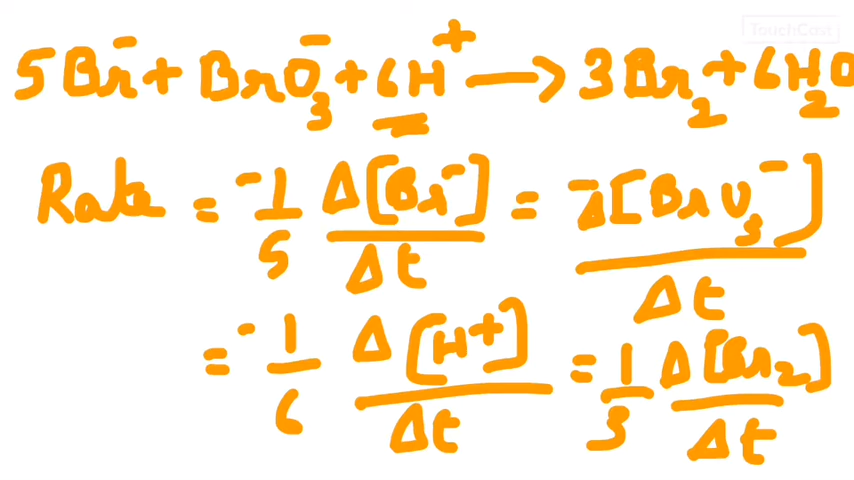 TouchCast
5Br⁻ + BrO₃⁻ + 6H⁺ → 3Br₂ + 6H₂O
Rate = -1/5 Δ[Br⁻]/Δt = -Δ[BrO₃⁻]/Δt
= -1/6 Δ[H⁺]/Δt = 1/3 Δ[Br₂]/Δt